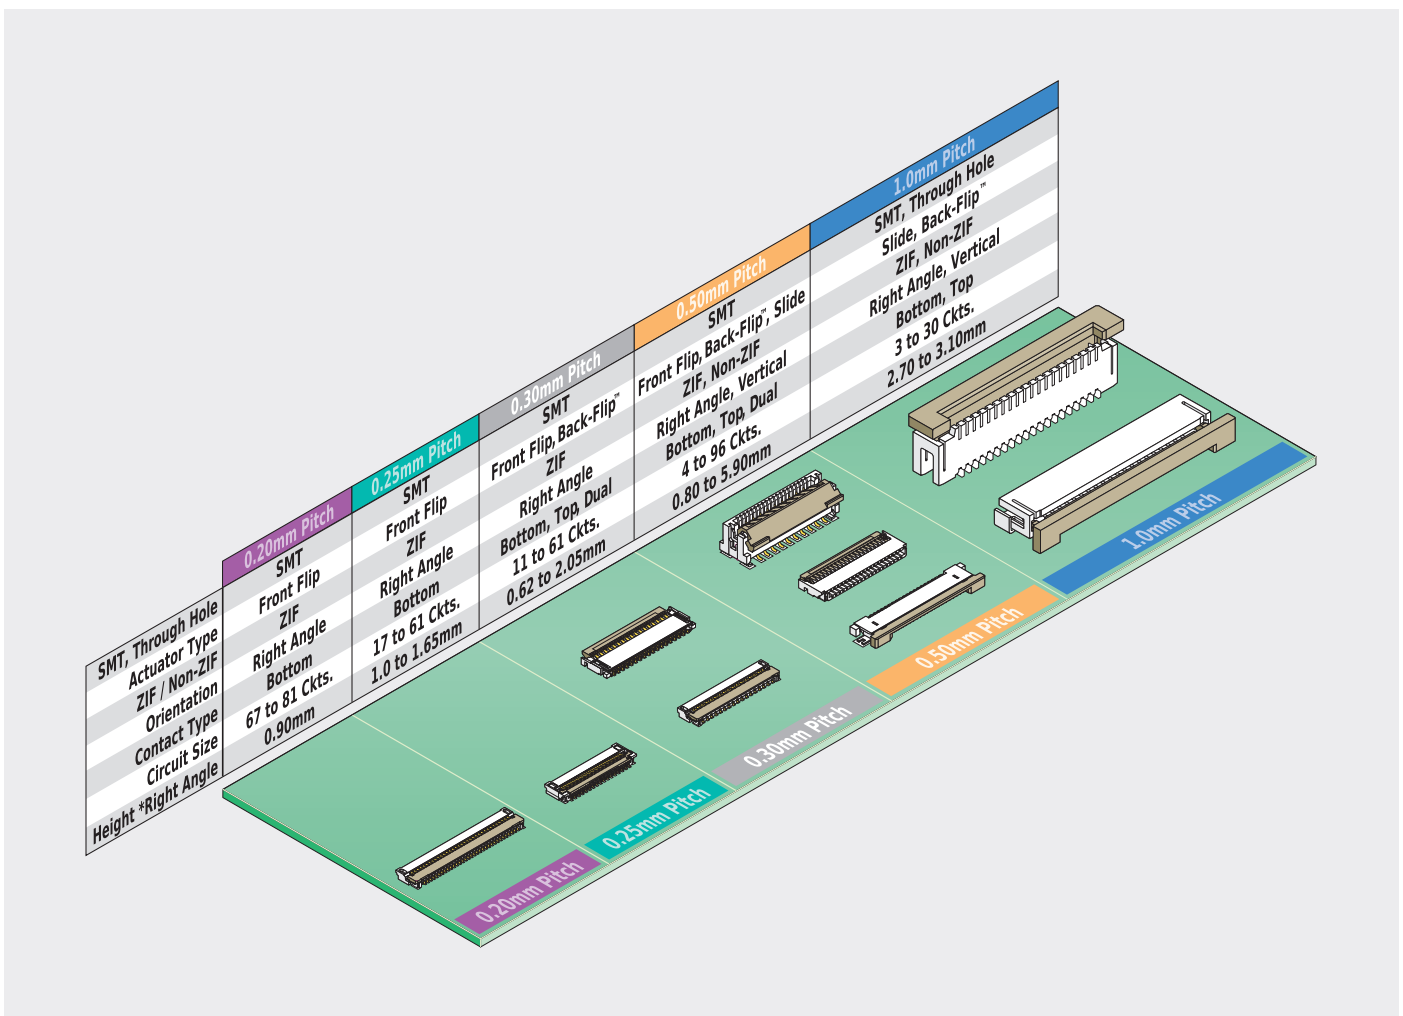 SMT, Through Hole
Actuator Type
ZIF / Non-ZIF
Orientation
Contact Type
Circuit Size
Height *Right Angle
0.20mm Pitch
SMT
Front Flip
ZIF
Right Angle
Bottom
67 to 81 Ckts.
0.90mm
0.25mm Pitch
SMT
Front Flip
ZIF
Right Angle
Bottom
17 to 61 Ckts.
1.0 to 1.65mm
0.30mm Pitch
SMT
Front Flip, Back-Flip™
ZIF
Right Angle
Bottom, Top, Dual
11 to 61 Ckts.
0.62 to 2.05mm
0.50mm Pitch
SMT
Front Flip, Back-Flip™, Slide
ZIF, Non-ZIF
Right Angle, Vertical
Bottom, Top, Dual
4 to 96 Ckts.
0.80 to 5.90mm
1.0mm Pitch
SMT, Through Hole
Slide, Back-Flip™
ZIF, Non-ZIF
Right Angle, Vertical
Bottom, Top
3 to 30 Ckts.
2.70 to 3.10mm
0.20mm Pitch
0.25mm Pitch
0.30mm Pitch
0.50mm Pitch
1.0mm Pitch